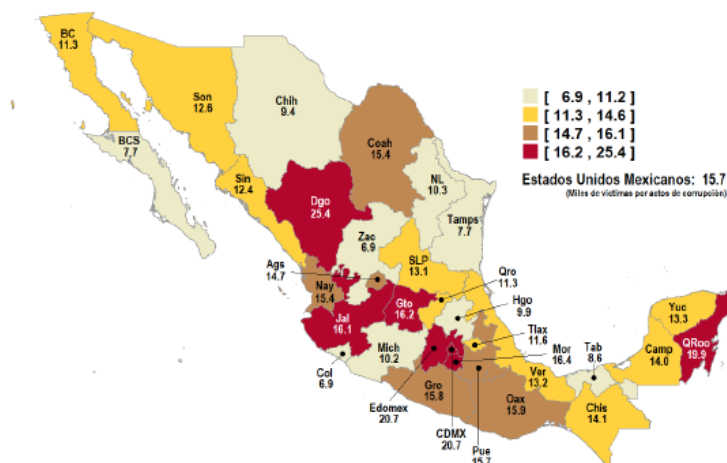 BC
11.3
Son
12.6
Chih
9.4
Coah
15.4
BCS
7.7
Sin
12.4
Dgo
25.4
NL
10.3
Tamps
7.7
Zac
6.9
SLP
13.1
Ags
14.7
Nay
15.4
Jal
16.1
Gto
16.2
Qro
11.3
Hgo
9.9
Tlax
11.6
Mor
16.4
Mich
10.2
Col
6.9
Edomex
20.7
CDMX
20.7
Gro
15.8
Pue
15.7
Oax
15.9
Ver
13.2
Tab
8.6
Chis
14.1
Camp
14.0
Yuc
13.3
QRoo
19.9
[ 6.9 , 11.2 ]
[ 11.3 , 14.6 ]
[ 14.7 , 16.1 ]
[ 16.2 , 25.4 ]
Estados Unidos Mexicanos: 15.7
(Miles de víctimas por actos de corrupción)